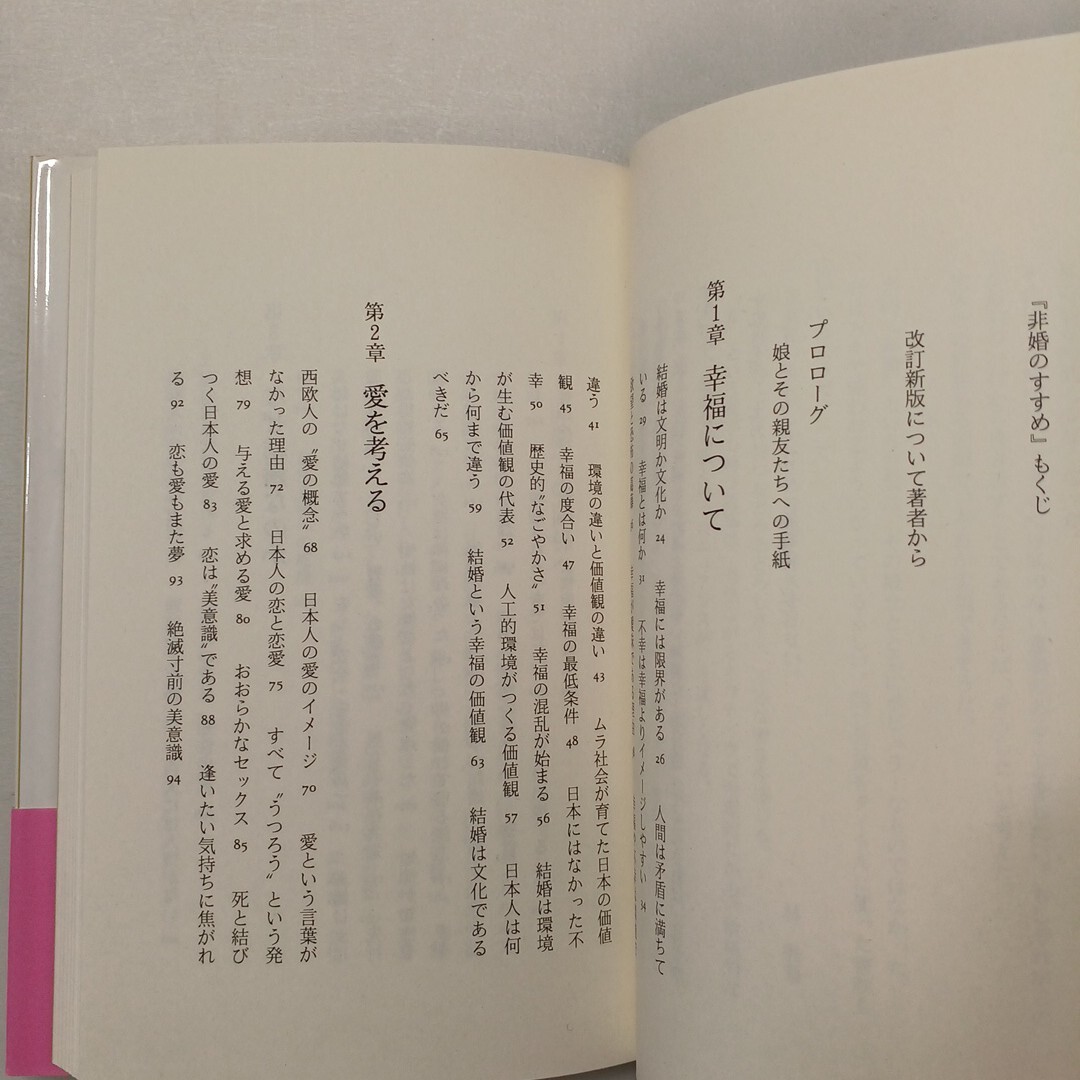 『非婚のすすめ』もくじ
改訂新版について著者から
プロローグ
娘とその親友たちへの手紙
第1章 幸福について
結婚は文明か文化か 24 幸福には限界がある 26 人間は矛盾に満ちて
いる 29 幸福とは何か 31 不幸は幸福よりイメージしやすい 34
違う 41 環境の違いと価値観の違い 43 ムラ社会が育てた日本の価値
観 45 幸福の度合い 47 幸福の最低条件 48 日本にはなかった不
幸 50 歴史的〝なごやかさ〟 51 幸福の混乱が始まる 56 結婚は環境
が生む価値観の代表 52 人工的環境がつくる価値観 57 日本人は何
から何まで違う 59 結婚という幸福の価値観 63 結婚は文化である
べきだ 65
第2章 愛を考える
西欧人の〝愛の概念〟 68 日本人の愛のイメージ 70 愛という言葉が
なかった理由 72 日本人の恋と恋愛 75 すべて〝うつろう〟という発
想 79 与える愛と求める愛 80 おおらかなセックス 85 死と結び
つく日本人の愛 83 恋は〝美意識〟である 88 逢いたい気持ちに焦がれ
る 92 恋も愛もまた夢 93 絶滅寸前の美意識 94